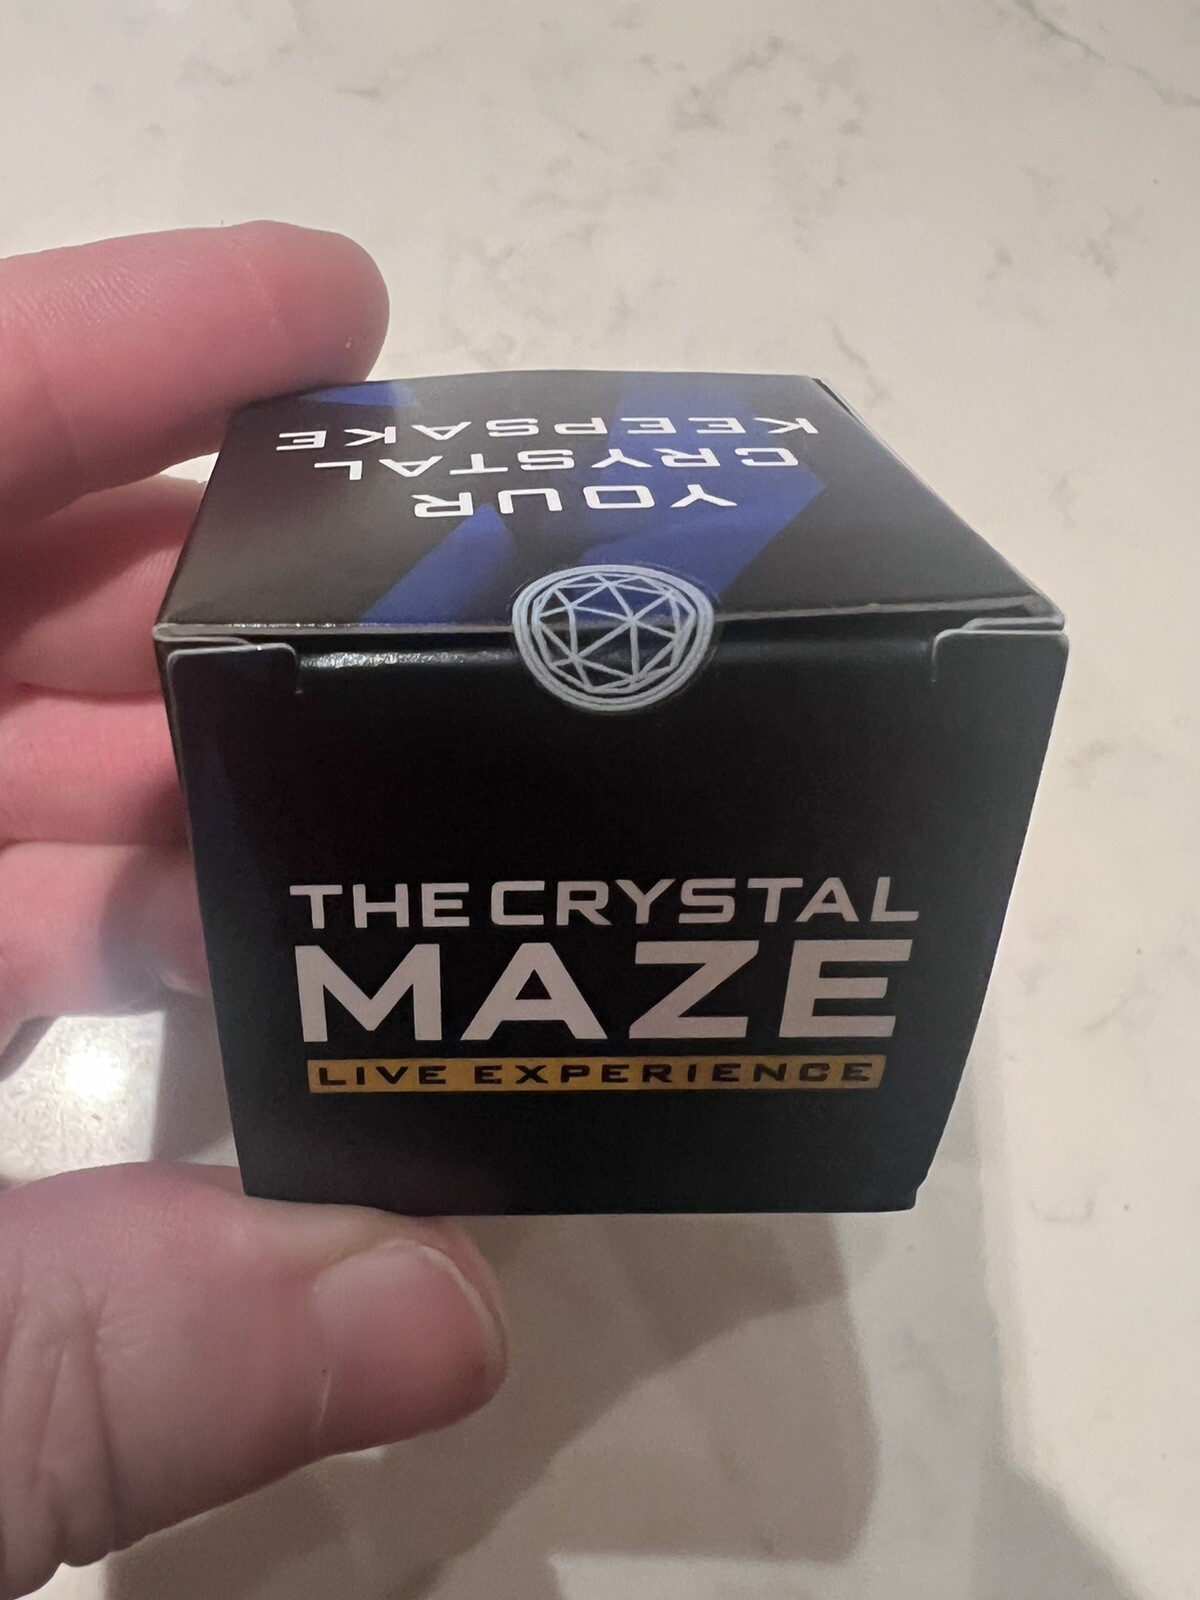 YOUR
CRYSTAL
KEEPSAKE
THE CRYSTAL
MAZE
LIVE EXPERIENCE